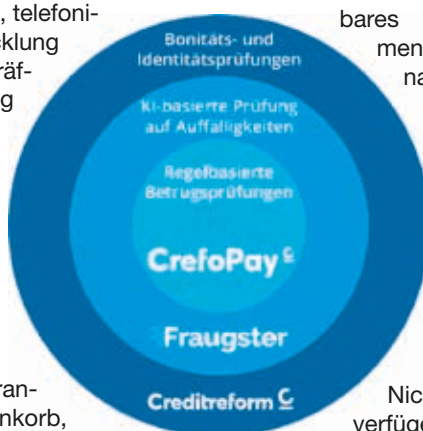 , telefoni-
cklung
räf-
g
bares
men
na
Bonitäts- und
Identitätsprüfungen
KI-basierte Prüfung
auf Auffälligkeiten
Regelbasierte
Betrugsprüfungen
CrefoPay
Fraugster
Creditreform C
ran-
nkorb,
Nic
verfüge